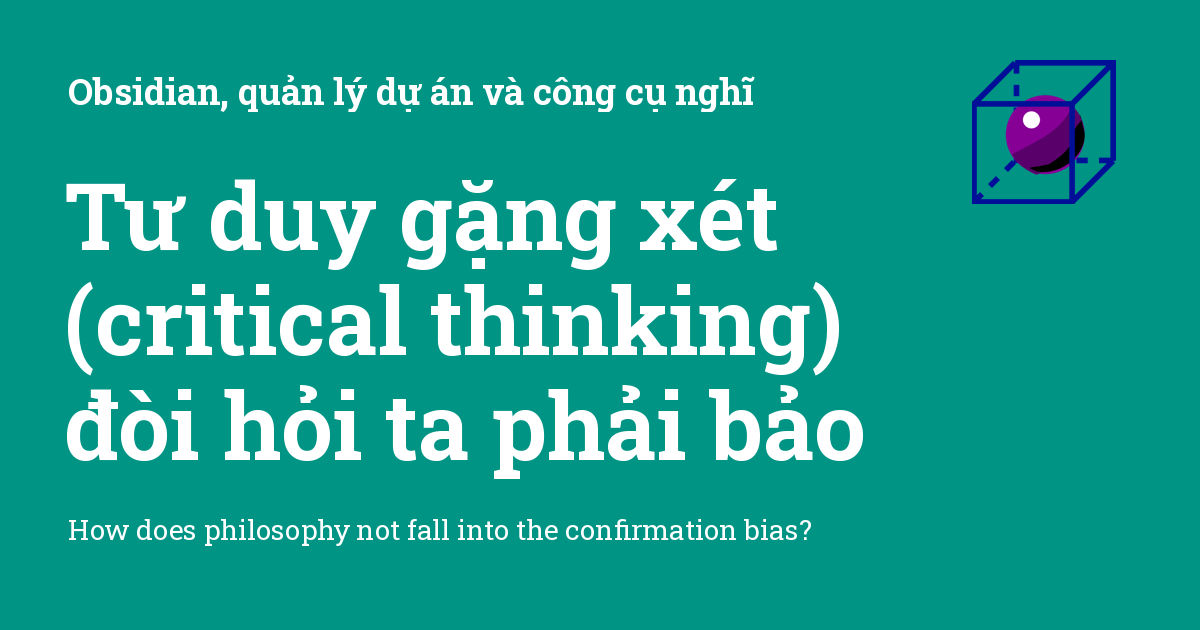 Obsidian, quản lý dự án và công cụ nghĩ
Tư duy gặng xét
(critical thinking)
đòi hỏi ta phải bảo
How does philosophy not fall into the confirmation bias?